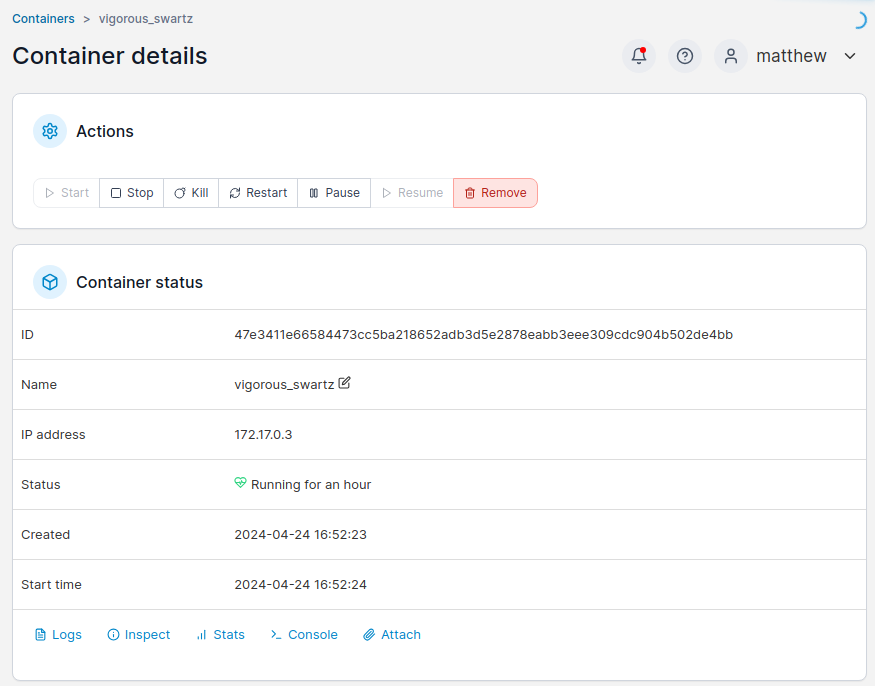 Containers > vigorous_swartz
Container details
matthew
Actions
Start Stop Kill Restart Pause Resume Remove
Container status
ID 47e3411e66584473cc5ba218652adb3d5e2878eabb3eee309cdc904b502de4bb
Name vigorous_swartz
IP address 172.17.0.3
Status Running for an hour
Created 2024-04-24 16:52:23
Start time 2024-04-24 16:52:24
Logs Inspect Stats Console Attach